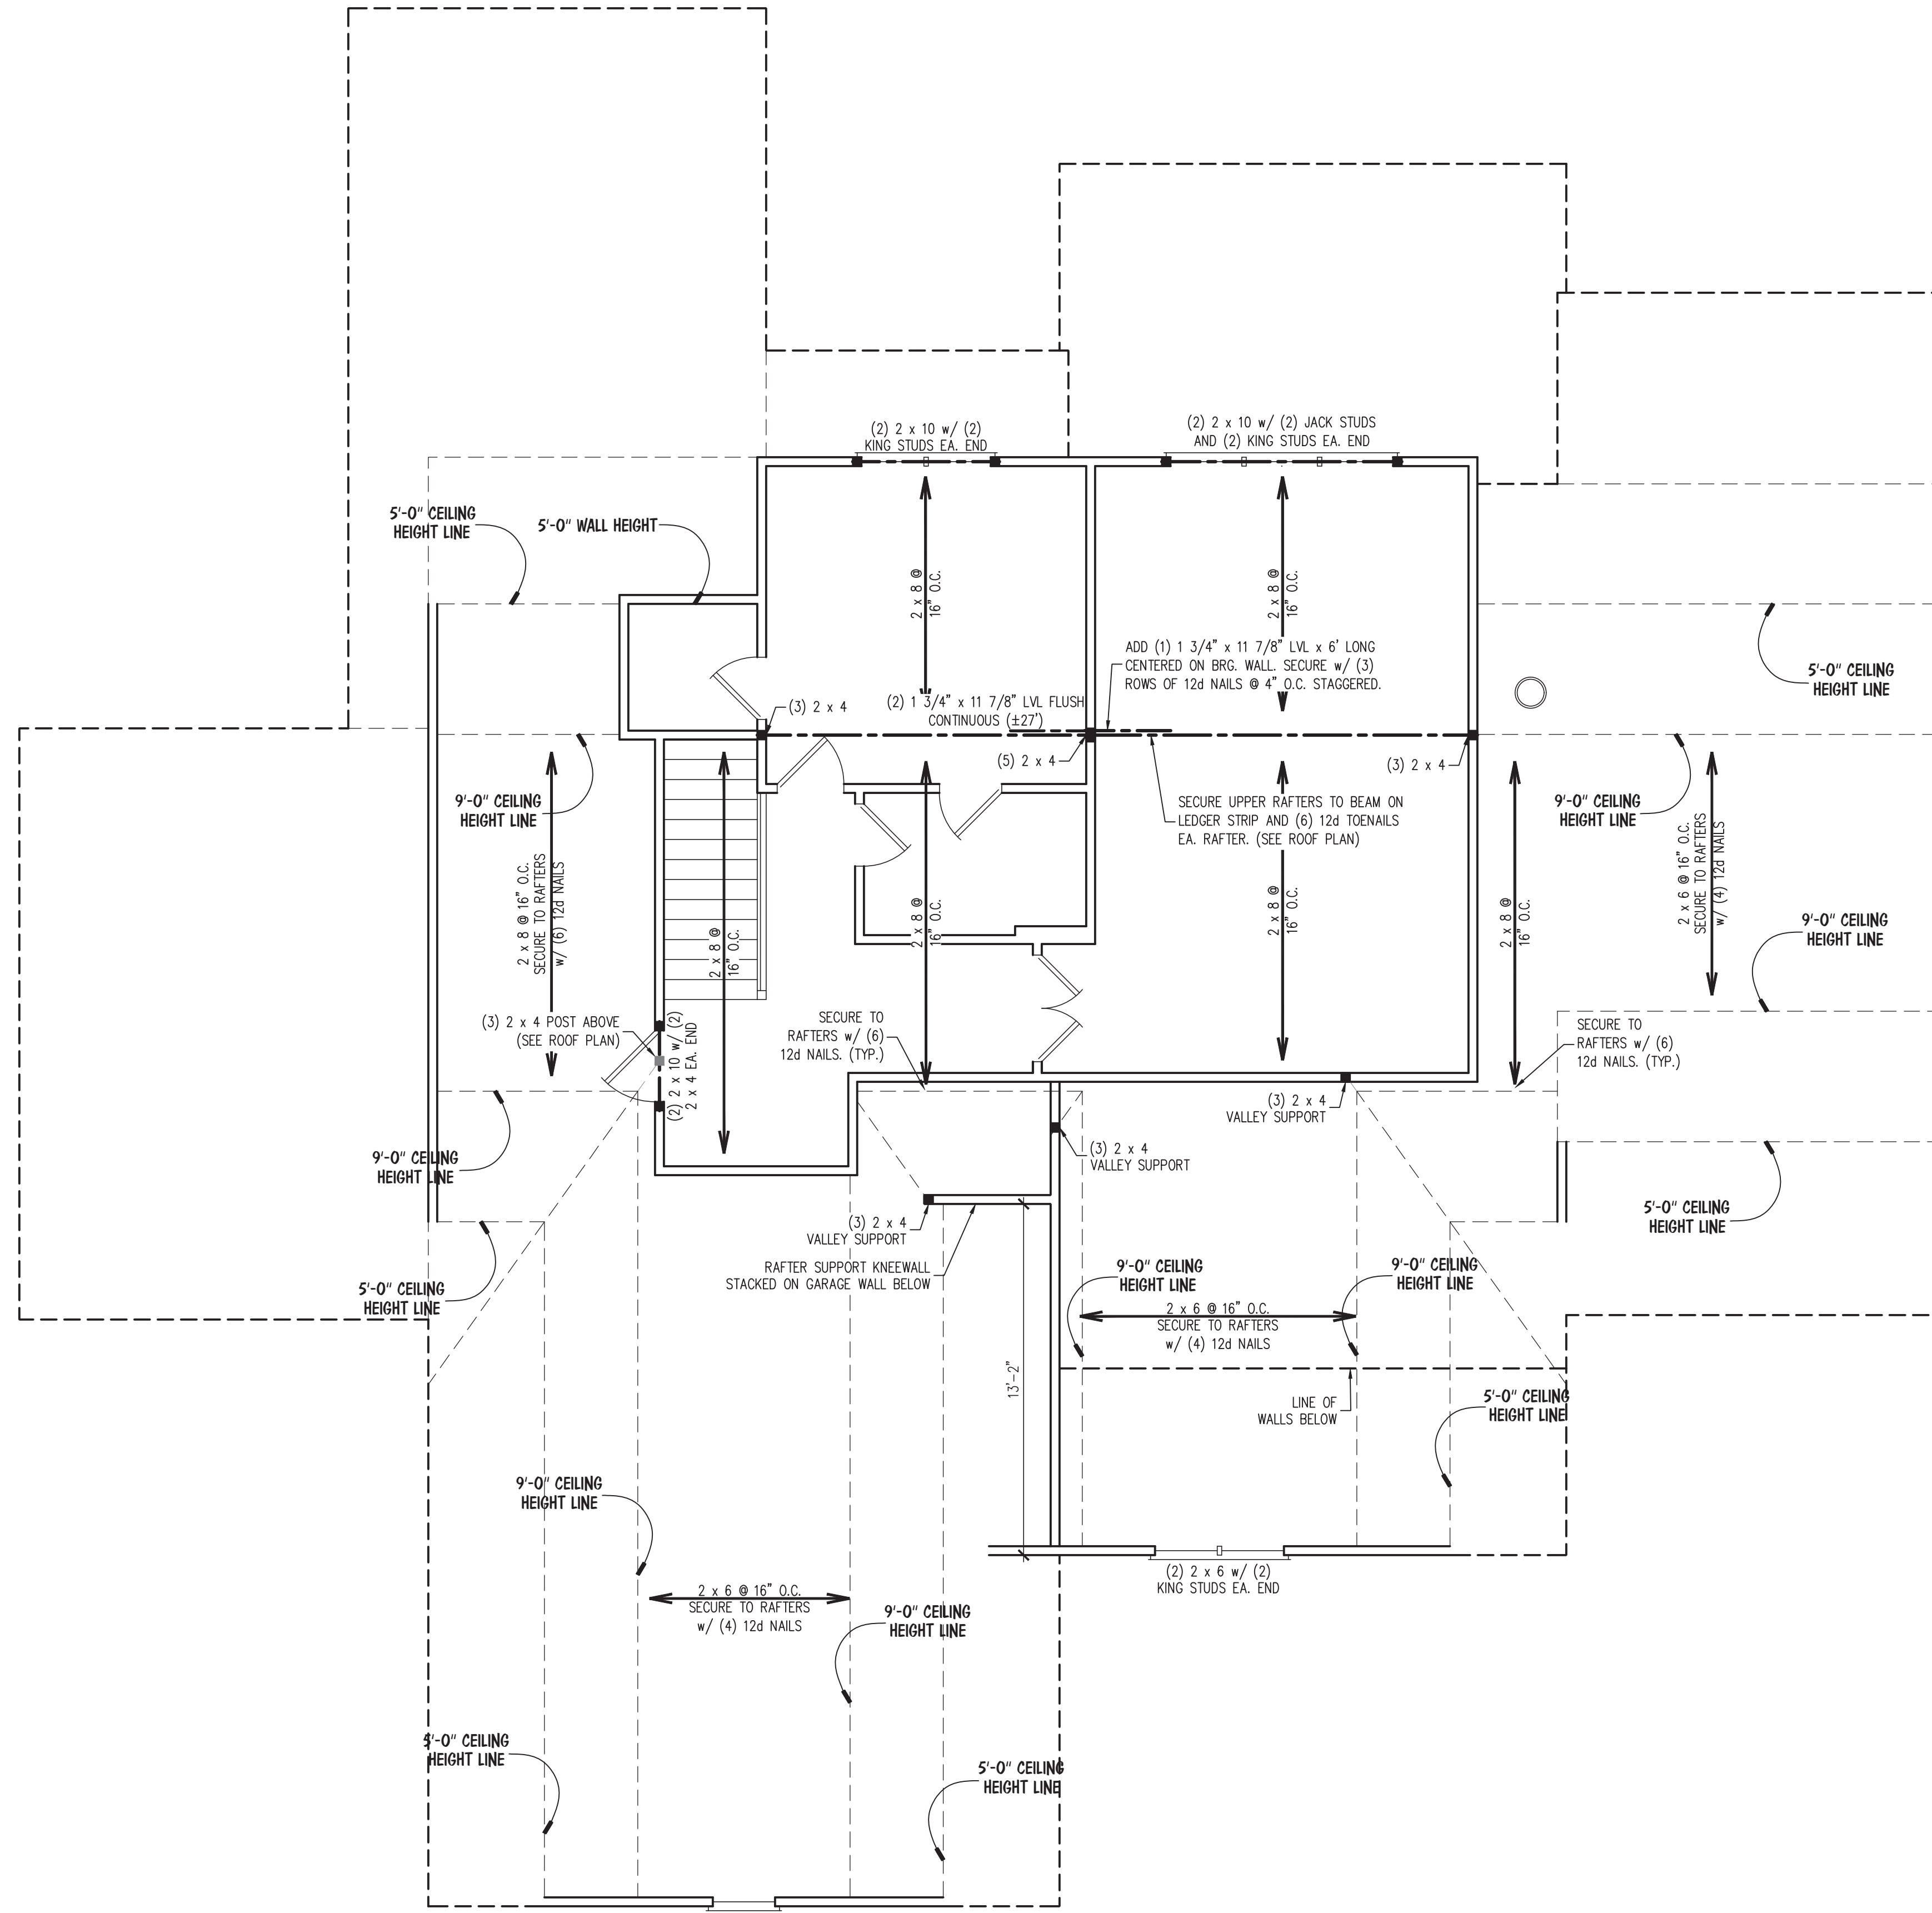 (2) 2 x 10 w/ (2)
KING STUDS EA. END
(2) 2 x 10 w/ (2) JACK STUDS
AND (2) KING STUDS EA. END
5'-0" CEILING
HEIGHT LINE
5'-0" WALL HEIGHT
2 x 8 @
16" O.C.
2 x 8 @
16" O.C.
ADD (1) 1 3/4" x 11 7/8" LVL x 6' LONG
CENTERED ON BRG. WALL. SECURE w/ (3)
ROWS OF 12d NAILS @ 4" O.C. STAGGERED.
5'-0" CEILING
HEIGHT LINE
(3) 2 x 4
(2) 1 3/4" x 11 7/8" LVL FLUSH
CONTINUOUS (±27')
(5) 2 x 4
(3) 2 x 4
9'-0" CEILING
HEIGHT LINE
SECURE UPPER RAFTERS TO BEAM ON
LEDGER STRIP AND (6) 12d TOENAILS
EA. RAFTER. (SEE ROOF PLAN)
9'-0" CEILING
HEIGHT LINE
2 x 8 @ 16" O.C.
SECURE TO RAFTERS
w/ (6) 12d NAILS
2 x 8 @
16" O.C.
2 x 8 @
16" O.C.
2 x 8 @
16" O.C.
2 x 8 @
16" O.C.
2 x 6 @ 16" O.C.
SECURE TO RAFTERS
w/ (4) 12d NAILS
9'-0" CEILING
HEIGHT LINE
(3) 2 x 4 POST ABOVE
(SEE ROOF PLAN)
(2) 2 x 10 w/ (2)
2 x 4 EA. END
SECURE TO
RAFTERS w/ (6)
12d NAILS. (TYP.)
SECURE TO
RAFTERS w/ (6)
12d NAILS. (TYP.)
(3) 2 x 4
VALLEY SUPPORT
(3) 2 x 4
VALLEY SUPPORT
9'-0" CEILING
HEIGHT LINE
5'-0" CEILING
HEIGHT LINE
(3) 2 x 4
VALLEY SUPPORT
RAFTER SUPPORT KNEEWALL
STACKED ON GARAGE WALL BELOW
5'-0" CEILING
HEIGHT LINE
9'-0" CEILING
HEIGHT LINE
9'-0" CEILING
HEIGHT LINE
2 x 6 @ 16" O.C.
SECURE TO RAFTERS
w/ (4) 12d NAILS
13'-2"
LINE OF
WALLS BELOW
5'-0" CEILING
HEIGHT LINE
9'-0" CEILING
HEIGHT LINE
(2) 2 x 6 w/ (2)
KING STUDS EA. END
2 x 6 @ 16" O.C.
SECURE TO RAFTERS
w/ (4) 12d NAILS
9'-0" CEILING
HEIGHT LINE
5'-0" CEILING
HEIGHT LINE
5'-0" CEILING
HEIGHT LINE